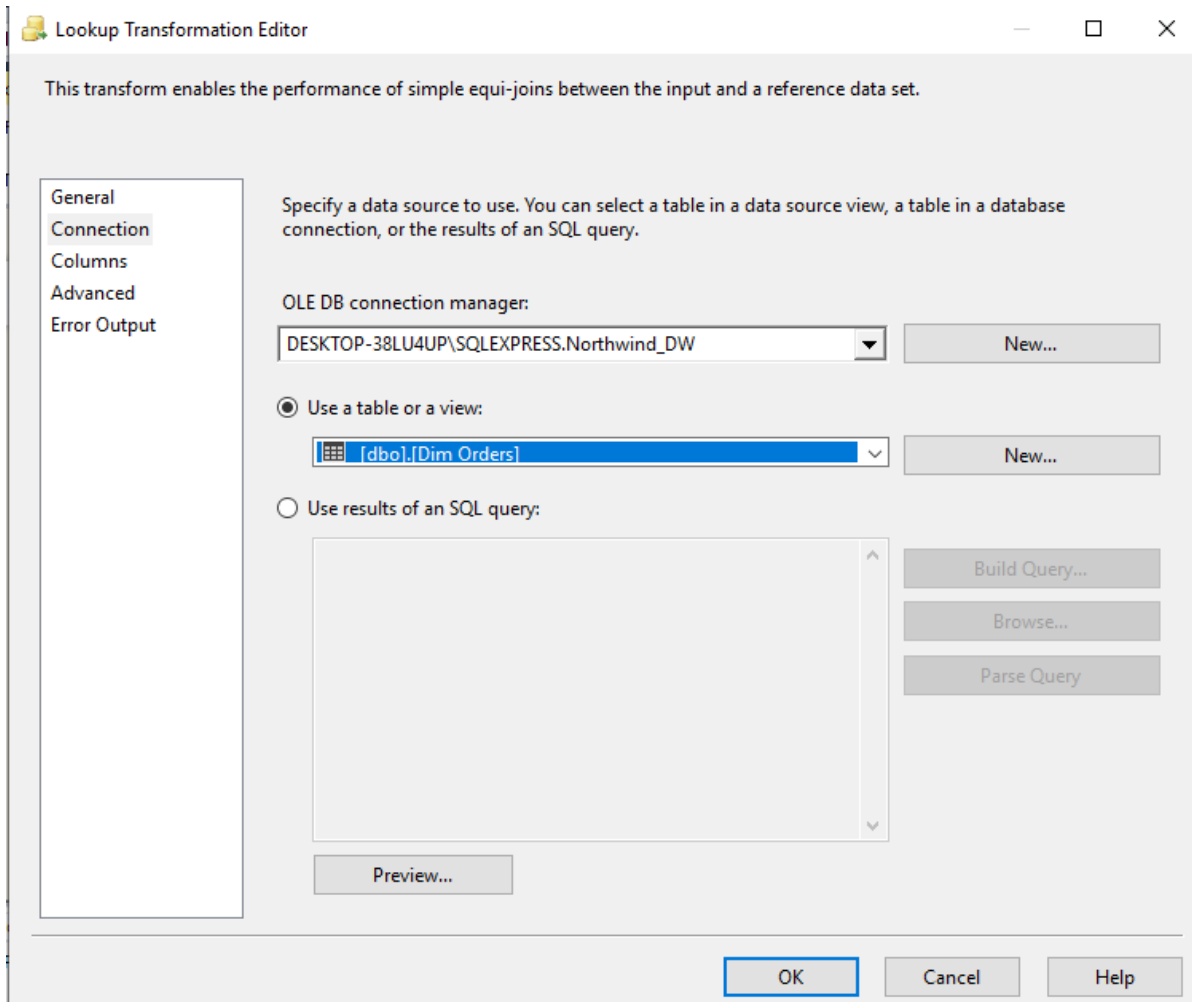 Lookup Transformation Editor
This transform enables the performance of simple equi-joins between the input and a reference data set.
General
Connection
Columns
Advanced
Error Output
Specify a data source to use. You can select a table in a data source view, a table in a database
connection, or the results of an SQL query.
OLE DB connection manager:
DESKTOP-38LU4UP\SQLEXPRESS.Northwind_DW
New...
Use a table or a view:
[dbo].[Dim Orders]
New...
Use results of an SQL query:
Build Query...
Browse...
Parse Query
Preview...
OK
Cancel
Help